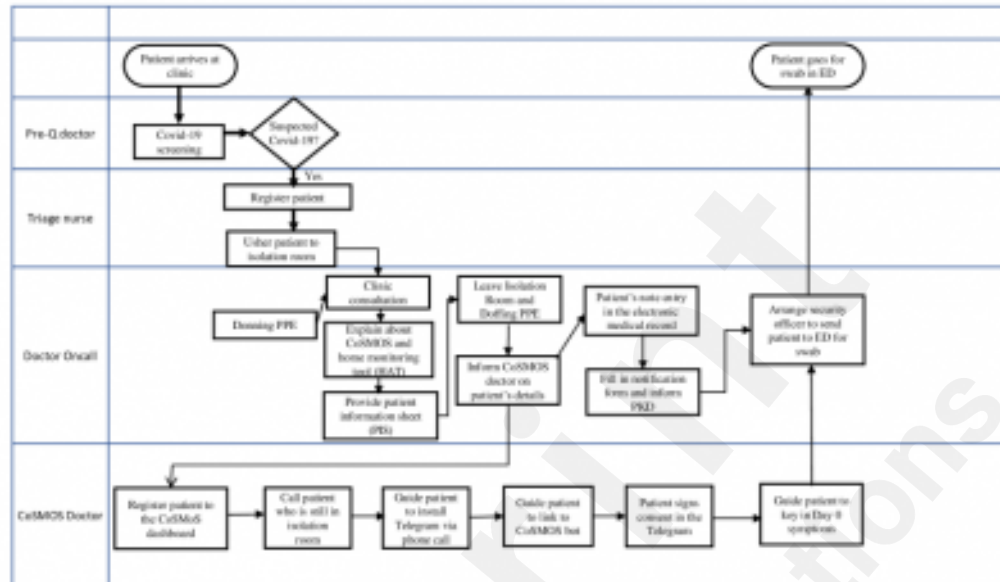 Patient arrives at
clinic
Patient goes for
swab in ED
Pre-Q doctor
Covid-19
screening
Suspected
Covid-19?
Yes
Triage nurse
Register patient
Usher patient to
isolation room
Doctor Oncall
Donning PPE
Clinic
consultation
Explain about
CoSMOS and
home monitoring
tool (HAT)
Provide patient
information sheet
(PIS)
Leave Isolation
Room and
Doffing PPE
Inform CoSMOS
doctor on
patient's details
Patient's note entry
in the electronic
medical record
Fill in notification
form and inform
PKD
Arrange security
officer to send
patient to ED for
swab
CoSMOS Doctor
Register patient to
the CoSMoS
dashboard
Call patient
who is still in
isolation
room
Guide patient
to install
Telegram via
phone call
Guide patient
to link to
CoSMOS bot
Patient signs
consent in the
Telegram
Guide patient to
key in Day 0
symptoms
rint
tions